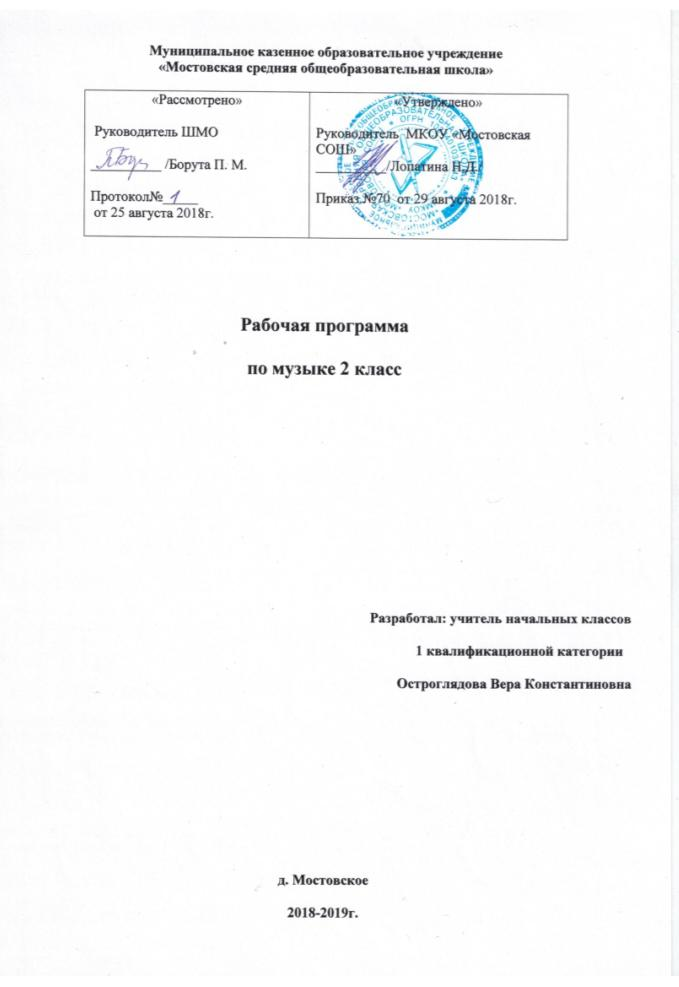 Муниципальное казенное образовательное учреждение
«Мостовская средняя общеобразовательная школа»
«Рассмотрено»
Руководитель ШМО
/Борута П. М.
Протокол№ 1
от 25 августа 2018г.
«Утверждено»
Руководитель МКОУ «Мостовская
СОШ»
/Лопатина Н.Д.
Приказ №70 от 29 августа 2018г.
Рабочая программа
по музыке 2 класс
Разработал: учитель начальных классов
1 квалификационной категории
Остроглядова Вера Константиновна
д. Мостовское
2018-2019г.